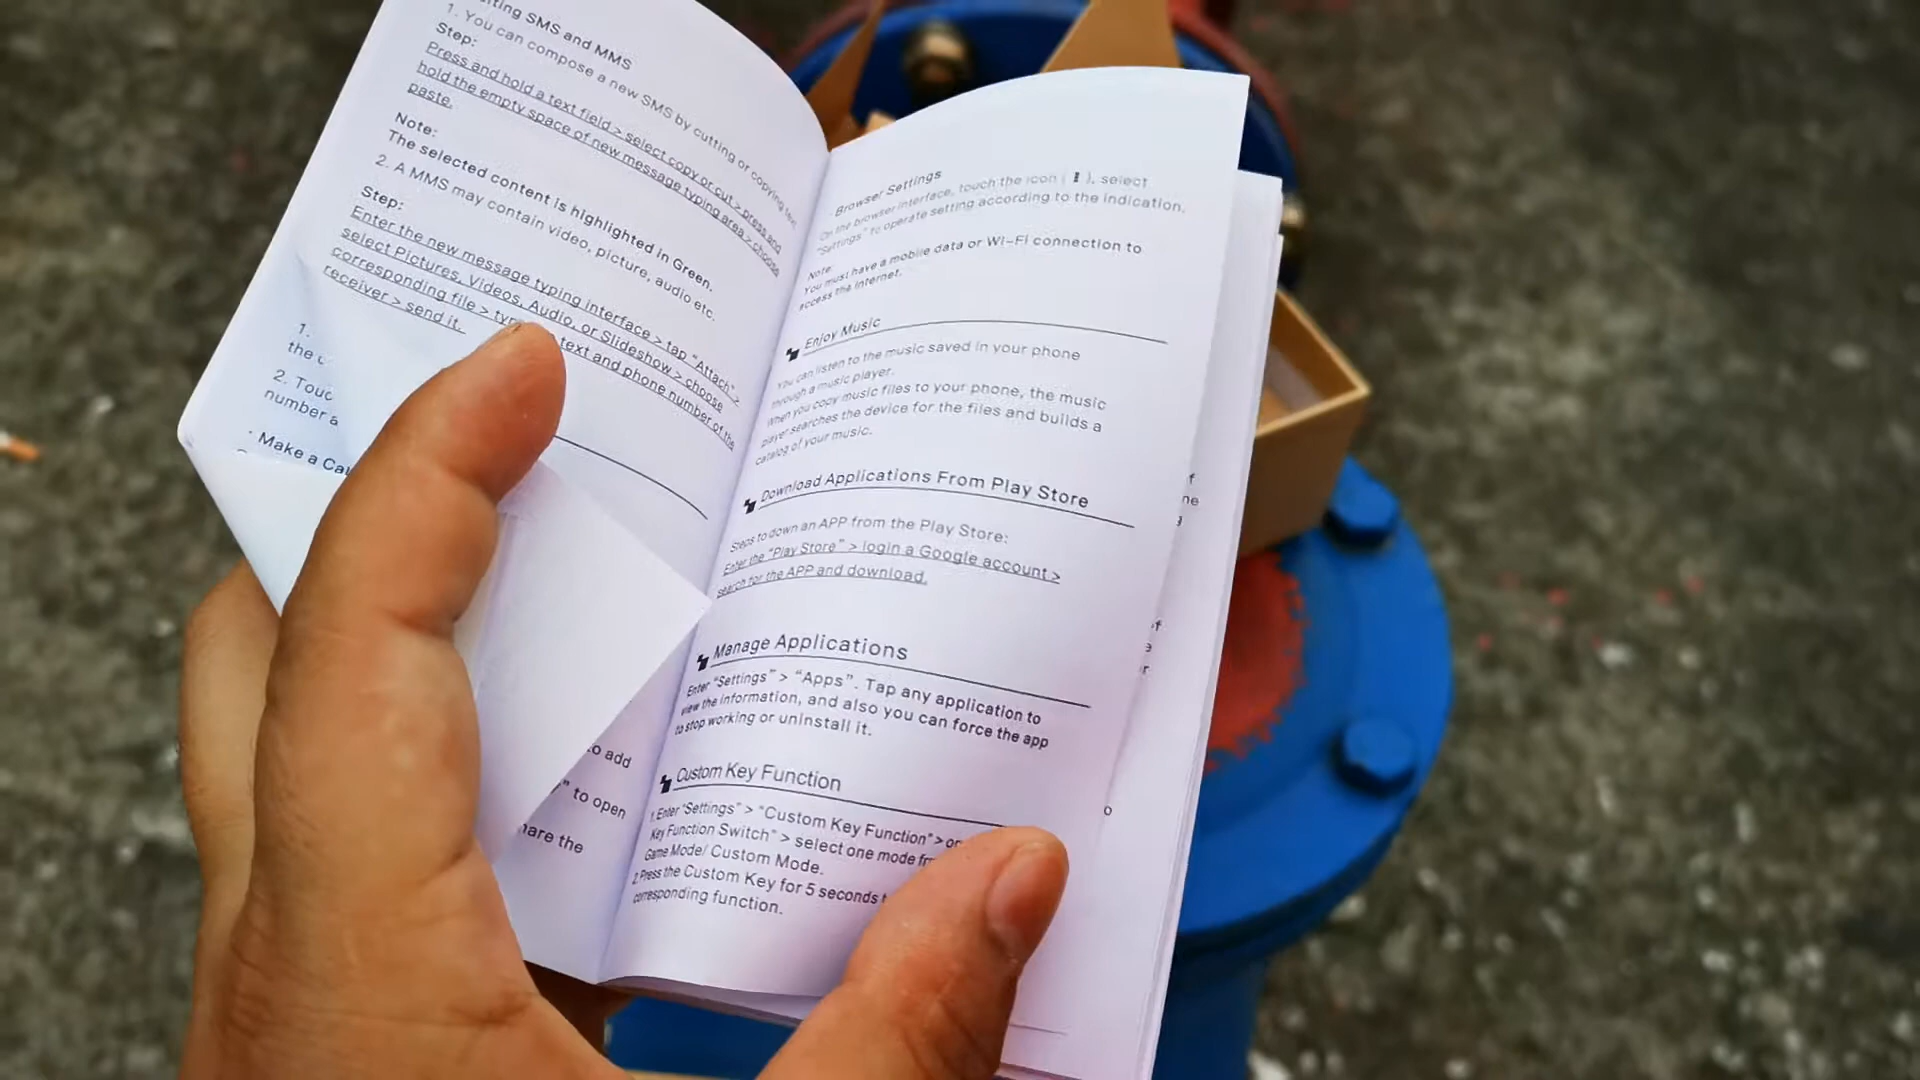 iting SMS and MMS
1. You can compose a new SMS by cutting or copying text
Step:
Press and hold a text field > select copy or cut > press and
hold the empty space of new message typing area > choose
paste.
Note:
The selected content is highlighted in Green.
2. A MMS may contain video, picture, audio etc.
Step:
Enter the new message typing interface > tap "Attach" >
select Pictures, Videos, Audio, or Slideshow > choose
corresponding file > text and phone number of the
receiver > send it.
1.
the
2. Touc
number a
· Make a Cal
to add
" to open
hare the
Browser Settings
On the browser interface, touch the icon ( ), select
"Settings" to operate setting according to the indication.
Note:
You must have a mobile data or Wi-Fi connection to
access the internet.
Enjoy Music
You can listen to the music saved in your phone
through a music player.
When you copy music files to your phone, the music
player searches the device for the files and builds a
catalog of your music.
Download Applications From Play Store
Steps to down an APP from the Play Store:
Enter the "Play Store" > login a Google account >
search for the APP and download.
Manage Applications
Enter "Settings" > "Apps". Tap any application to
view the information, and also you can force the app
to stop working or uninstall it.
Custom Key Function
1. Enter "Settings" > "Custom Key Function" > 
Key Function Switch" > select one mode
Game Mode/ Custom Mode.
2. Press the Custom Key for 5 seconds
corresponding function.